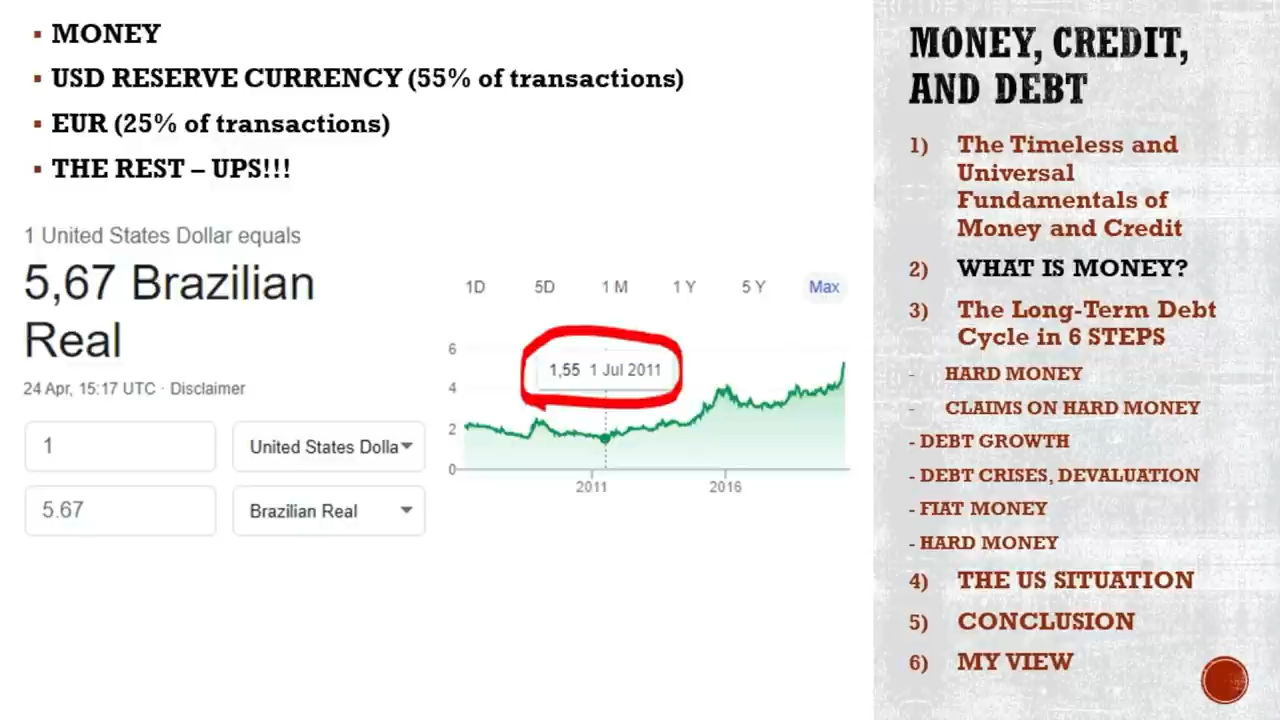 ▪ MONEY
▪ USD RESERVE CURRENCY (55% of transactions)
▪ EUR (25% of transactions)
▪ THE REST – UPS!!!
1 United States Dollar equals
5,67 Brazilian
Real
24 Apr, 15:17 UTC · Disclaimer
1
United States Dolla
5.67
Brazilian Real
1D 5D 1 M 1 Y 5 Y Max
6
1,55 1 Jul 2011
4
2
0
2011 2016
MONEY, CREDIT,
AND DEBT
1) The Timeless and
Universal
Fundamentals of
Money and Credit
2) WHAT IS MONEY?
3) The Long-Term Debt
Cycle in 6 STEPS
- HARD MONEY
- CLAIMS ON HARD MONEY
- DEBT GROWTH
- DEBT CRISES, DEVALUATION
- FIAT MONEY
- HARD MONEY
4) THE US SITUATION
5) CONCLUSION
6) MY VIEW